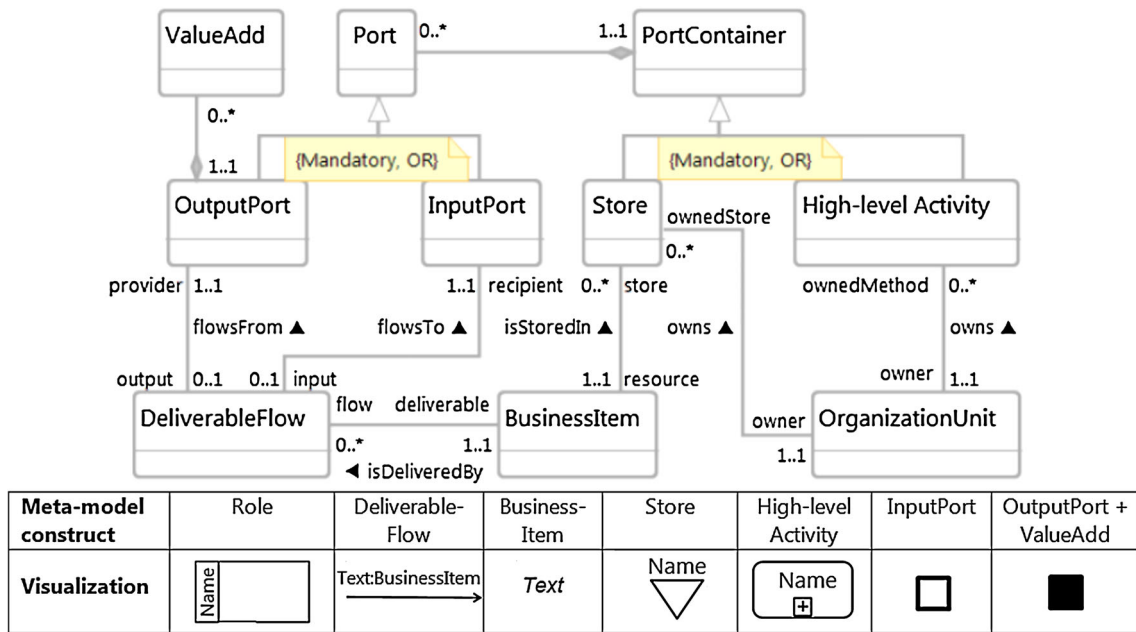 ValueAdd
Port
0..*
1..1
PortContainer
0..*
1..1
{Mandatory, OR}
{Mandatory, OR}
OutputPort
InputPort
Store
ownedStore
High-level Activity
0..*
provider 1..1
1..1 recipient
0..* store
ownedMethod 0..*
flowsFrom ▲
flowsTo ▲
isStoredIn ▲
owns ▲
owns ▲
output 0..1
0..1 input
1..1 resource
owner 1..1
DeliverableFlow
flow
deliverable
BusinessItem
owner
OrganizationUnit
0..*
1..1
1..1
◀ isDeliveredBy
Meta-model construct
Role
Deliverable-Flow
Business-Item
Store
High-level Activity
InputPort
OutputPort + ValueAdd
Visualization
Name
Text:BusinessItem
Text
Name
Name
+